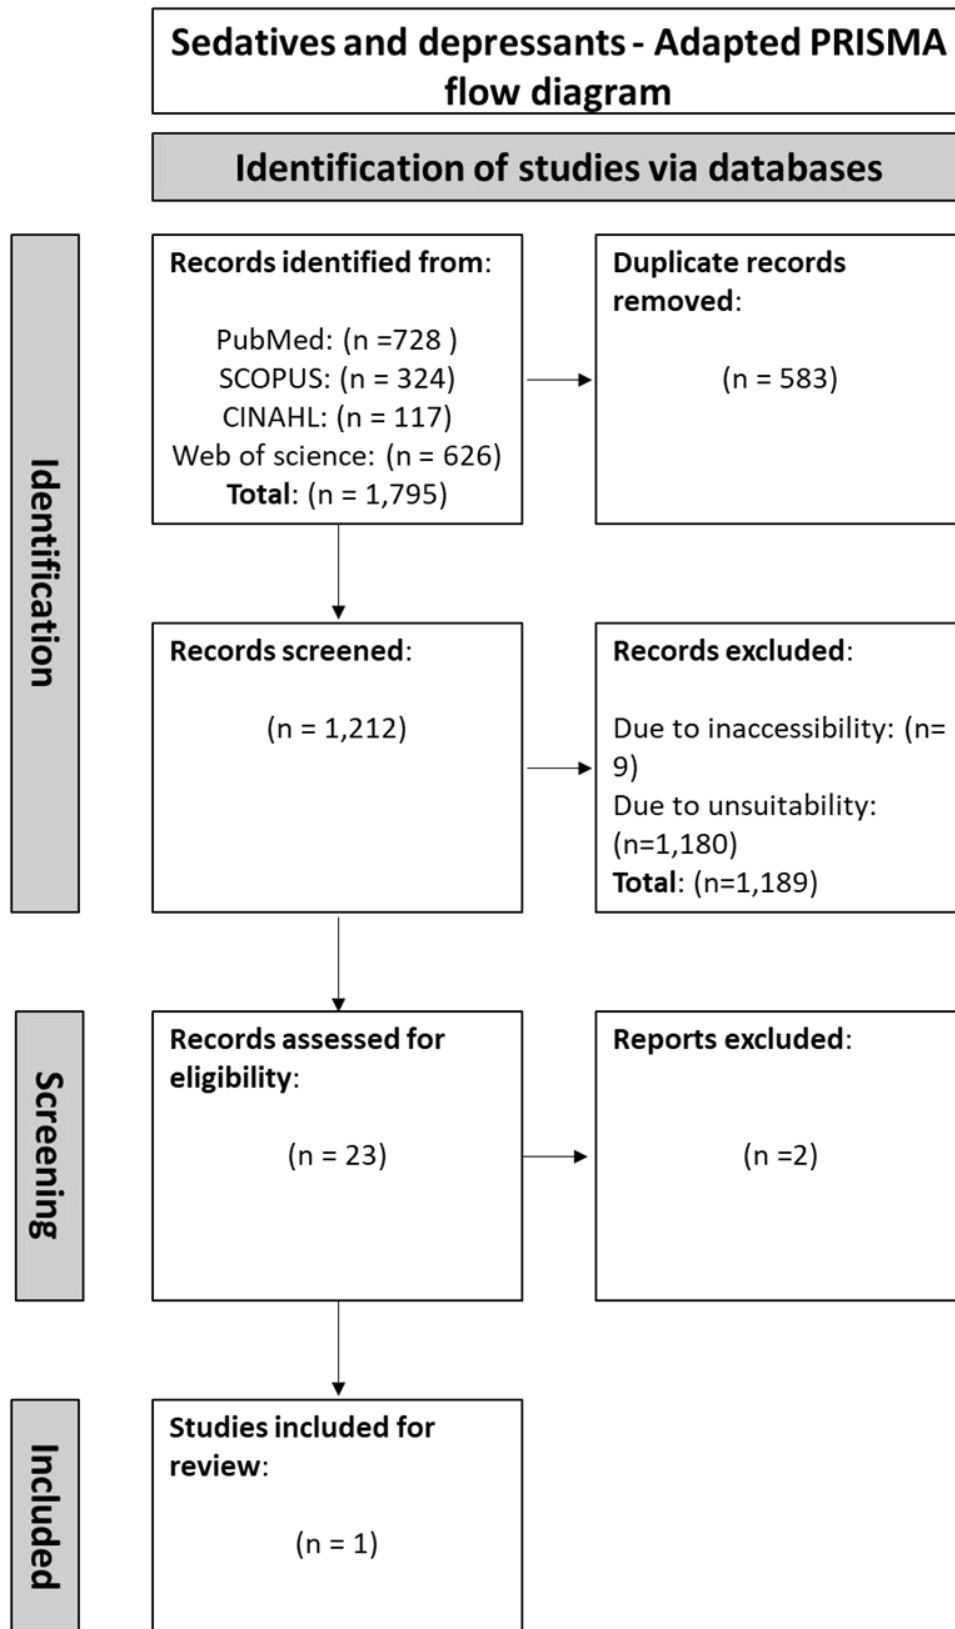 Sedatives and depressants - Adapted PRISMA
flow diagram
Identification of studies via databases
Identification
Records identified from:
PubMed: (n =728 )
SCOPUS: (n = 324)
CINAHL: (n = 117)
Web of science: (n = 626)
Total: (n = 1,795)
Duplicate records
removed:
(n = 583)
Records screened:
(n = 1,212)
Records excluded:
Due to inaccessibility: (n=
9)
Due to unsuitability:
(n=1,180)
Total: (n=1,189)
Screening
Records assessed for
eligibility:
(n = 23)
Reports excluded:
(n =2)
Included
Studies included for
review:
(n = 1)